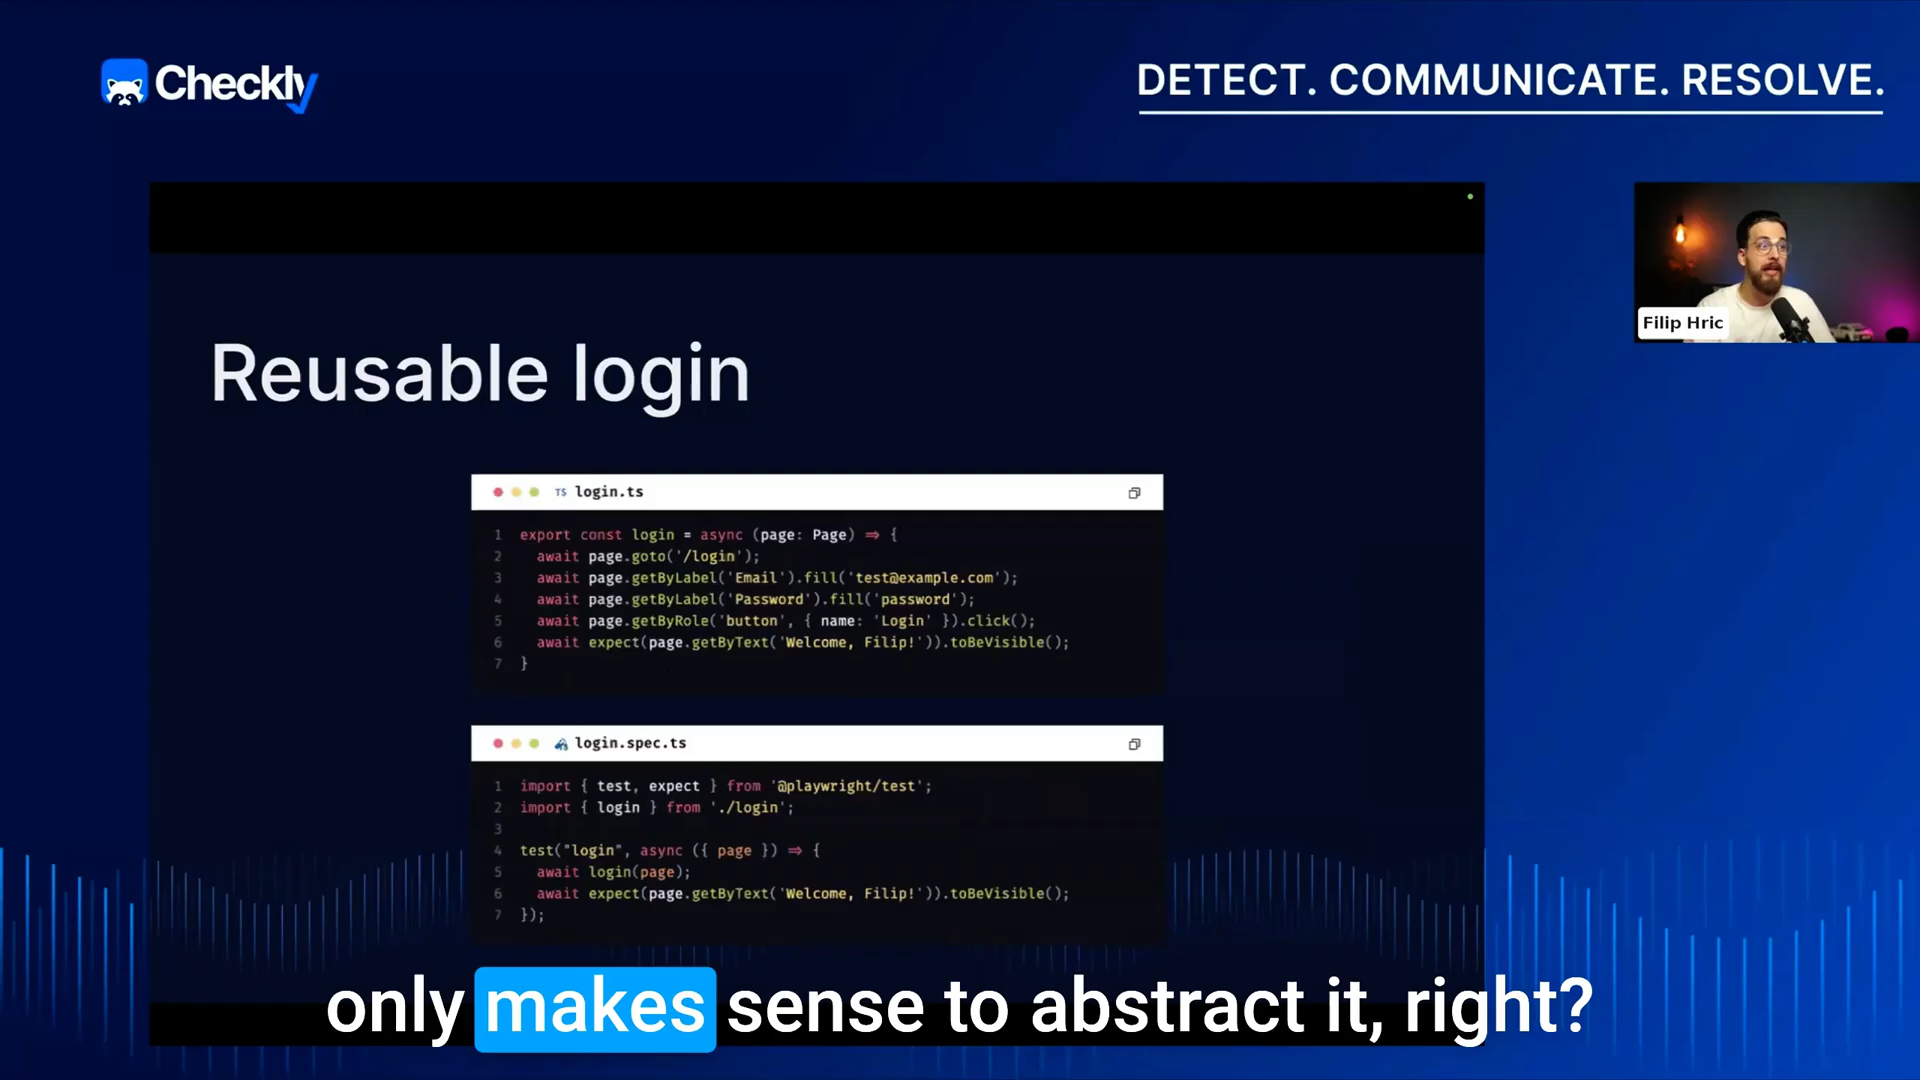 Checkly
DETECT. COMMUNICATE. RESOLVE.
Filip Hric
Reusable login
TS login.ts
1 export const login = async (page: Page) => {
2 await page.goto('/login');
3 await page.getByLabel('Email').fill('test@example.com');
4 await page.getByLabel('Password').fill('password');
5 await page.getByRole('button', { name: 'Login' }).click();
6 await expect(page.getByText('Welcome, Filip!')).toBeVisible();
7 }
login.spec.ts
1 import { test, expect } from '@playwright/test';
2 import { login } from './login';
3
4 test("login", async ({ page }) => {
5 await login(page);
6 await expect(page.getByText('Welcome, Filip!')).toBeVisible();
7 });
only makes sense to abstract it, right?